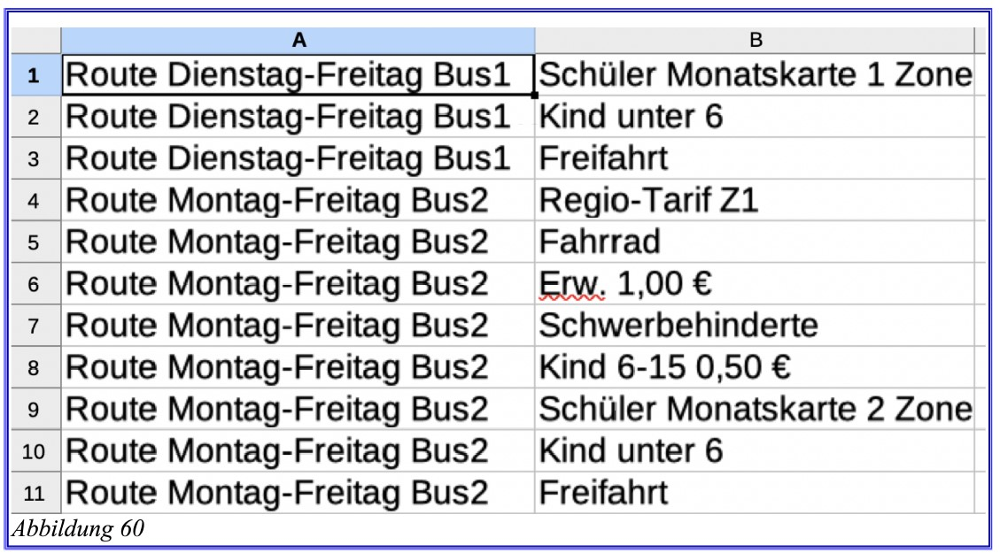 A B
1 Route Dienstag-Freitag Bus1 Schüler Monatskarte 1 Zone
2 Route Dienstag-Freitag Bus1 Kind unter 6
3 Route Dienstag-Freitag Bus1 Freifahrt
4 Route Montag-Freitag Bus2 Regio-Tarif Z1
5 Route Montag-Freitag Bus2 Fahrrad
6 Route Montag-Freitag Bus2 Erw. 1,00 €
7 Route Montag-Freitag Bus2 Schwerbehinderte
8 Route Montag-Freitag Bus2 Kind 6-15 0,50 €
9 Route Montag-Freitag Bus2 Schüler Monatskarte 2 Zone
10 Route Montag-Freitag Bus2 Kind unter 6
11 Route Montag-Freitag Bus2 Freifahrt
Abbildung 60